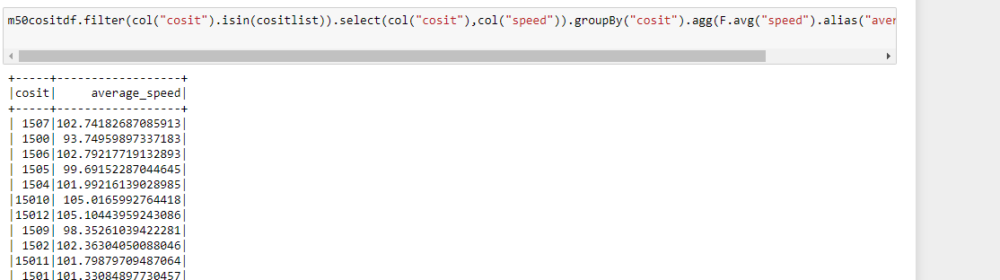 m50cositdf.filter(col("cosit").isin(cositlist)).select(col("cosit"),col("speed")).groupBy("cosit").agg(F.avg("speed").alias("aver
+-----+------------------+
|cosit|     average_speed|
+-----+------------------+
| 1507|102.74182687085913|
| 1500| 93.74959897337183|
| 1506|102.79217719132893|
| 1505| 99.69152287044645|
| 1504|101.99216139028985|
|15010| 105.0165992764418|
|15012|105.10443959243086|
| 1509| 98.35261039422281|
| 1502|102.36304050088046|
|15011|101.79879709487064|
| 1501|101.33084897730457|